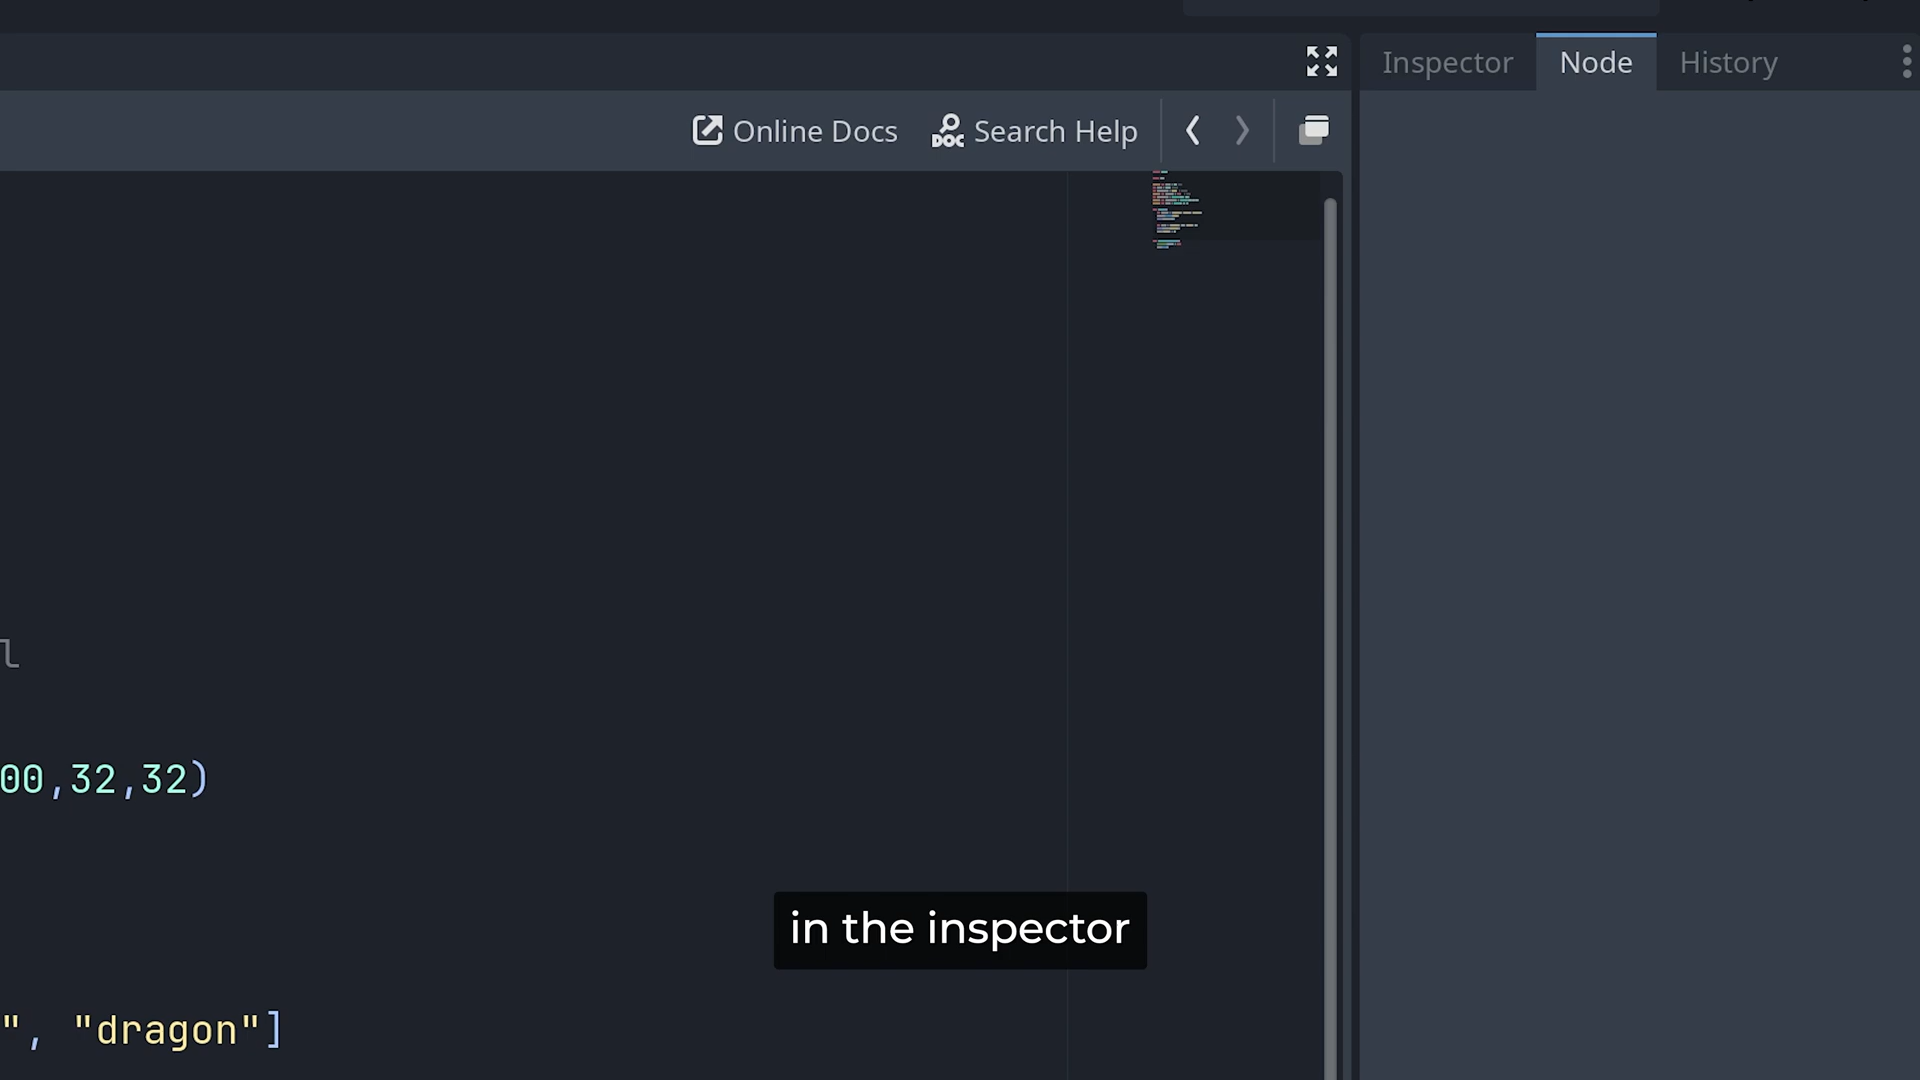 Inspector Node History
Online Docs Search Help
l
00,32,32)
in the inspector
", "dragon"]